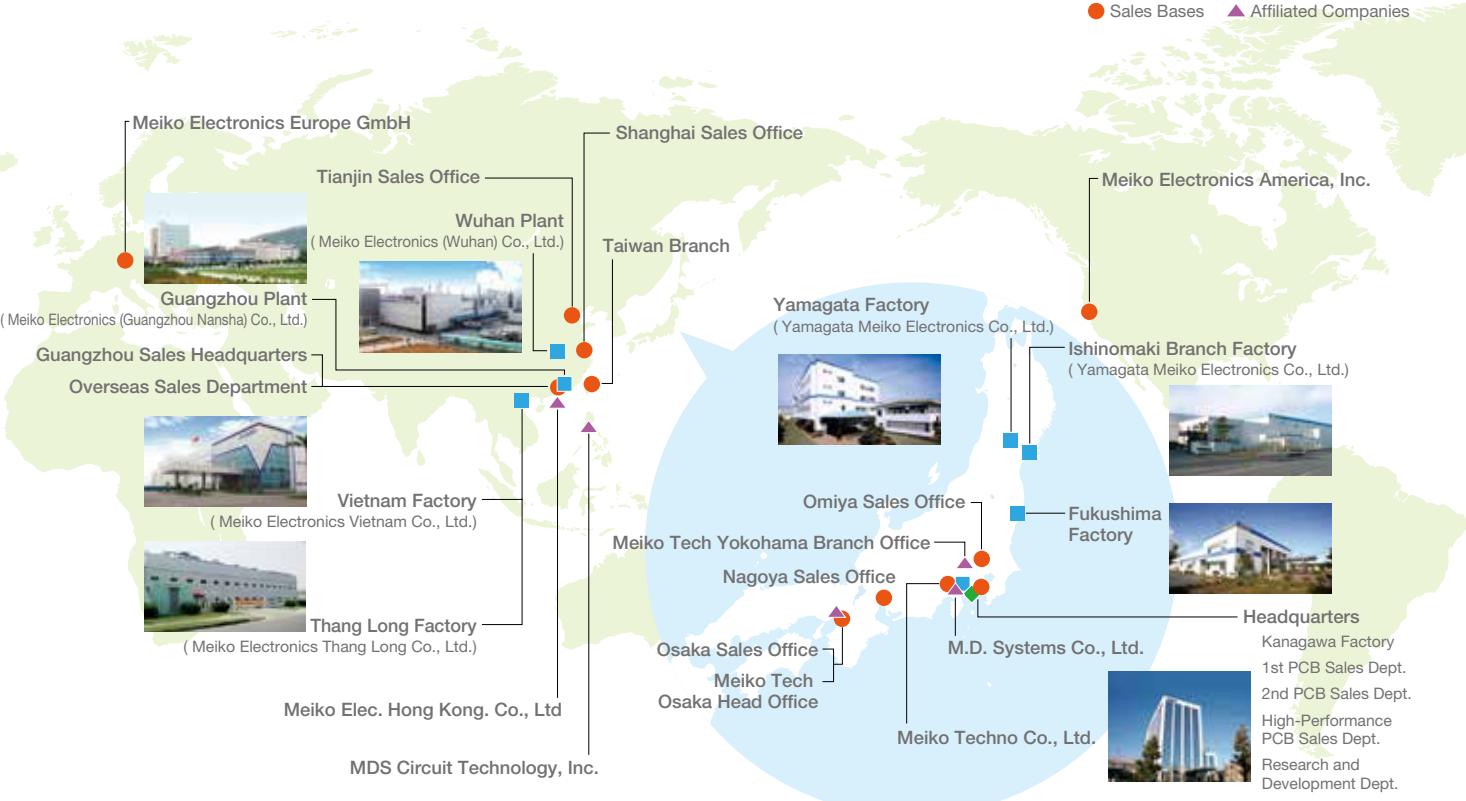 Sales Bases
Affiliated Companies
Meiko Electronics Europe GmbH
Shanghai Sales Office
Tianjin Sales Office
Meiko Electronics America, Inc.
Wuhan Plant
( Meiko Electronics (Wuhan) Co., Ltd.)
Taiwan Branch
Guangzhou Plant
( Meiko Electronics (Guangzhou Nansha) Co., Ltd.)
Guangzhou Sales Headquarters
Overseas Sales Department
Yamagata Factory
( Yamagata Meiko Electronics Co., Ltd.)
Ishinomaki Branch Factory
( Yamagata Meiko Electronics Co., Ltd.)
Vietnam Factory
( Meiko Electronics Vietnam Co., Ltd.)
Omiya Sales Office
Fukushima
Factory
Meiko Tech Yokohama Branch Office
Nagoya Sales Office
Thang Long Factory
( Meiko Electronics Thang Long Co., Ltd.)
Osaka Sales Office
Meiko Tech
Osaka Head Office
M.D. Systems Co., Ltd.
Headquarters
Kanagawa Factory
1st PCB Sales Dept.
2nd PCB Sales Dept.
High-Performance
PCB Sales Dept.
Research and
Development Dept.
Meiko Elec. Hong Kong. Co., Ltd
Meiko Techno Co., Ltd.
MDS Circuit Technology, Inc.